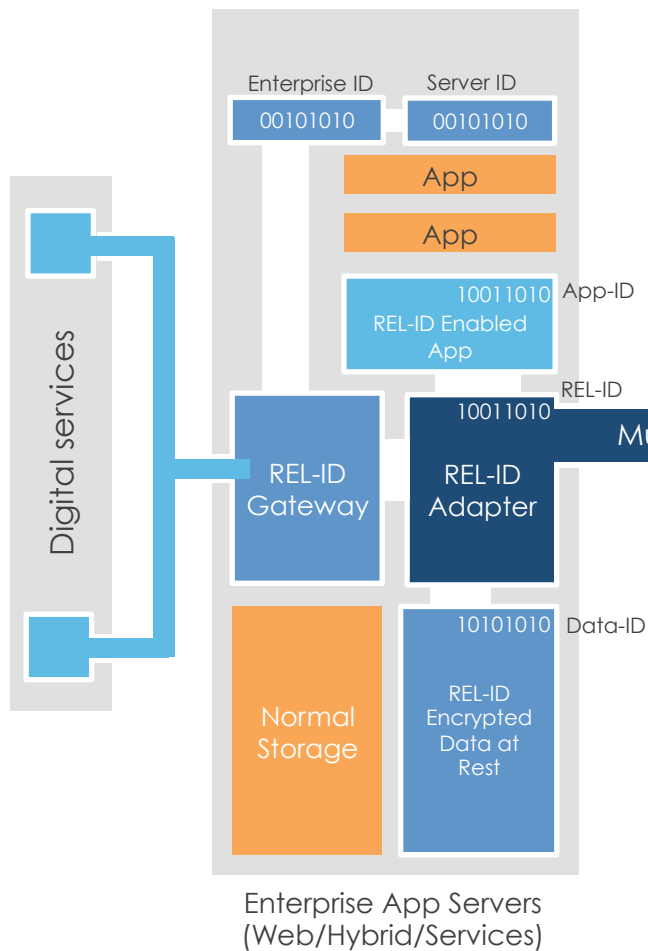 Enterprise ID
Server ID
00101010
00101010
App
App
10011010
App-ID
REL-ID Enabled
App
REL-ID
10011010
REL-ID
Gateway
REL-ID
Adapter
Digital services
10101010
Data-ID
Normal
Storage
REL-ID
Encrypted
Data at
Rest
Enterprise App Servers
(Web/Hybrid/Services)